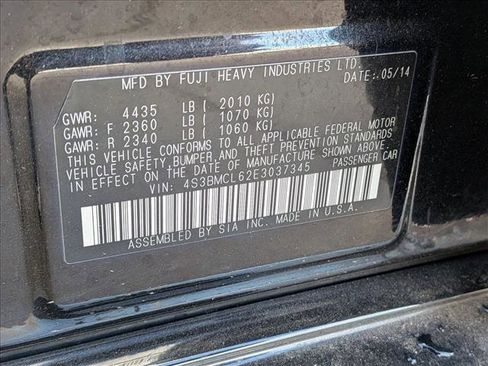 MFD BY FUJI HEAVY INDUSTRIES LTD.
DATE: 05/14
GVWR: 4435 LB( 2010 KG)
GAWR: F 2360 LB( 1070 KG)
GAWR: R 2340 LB( 1060 KG)
THIS VEHICLE CONFORMS TO ALL APPLICABLE FEDERAL MOTOR
VEHICLE SAFETY, BUMPER, AND THEFT PREVENTION STANDARDS
IN EFFECT ON THE DATE OF MANUFACTURE SHOWN ABOVE.
VIN: 4S3BMCL62E3037345 PASSENGER CAR
ASSEMBLED BY SIA INC. MADE IN U.S.A.